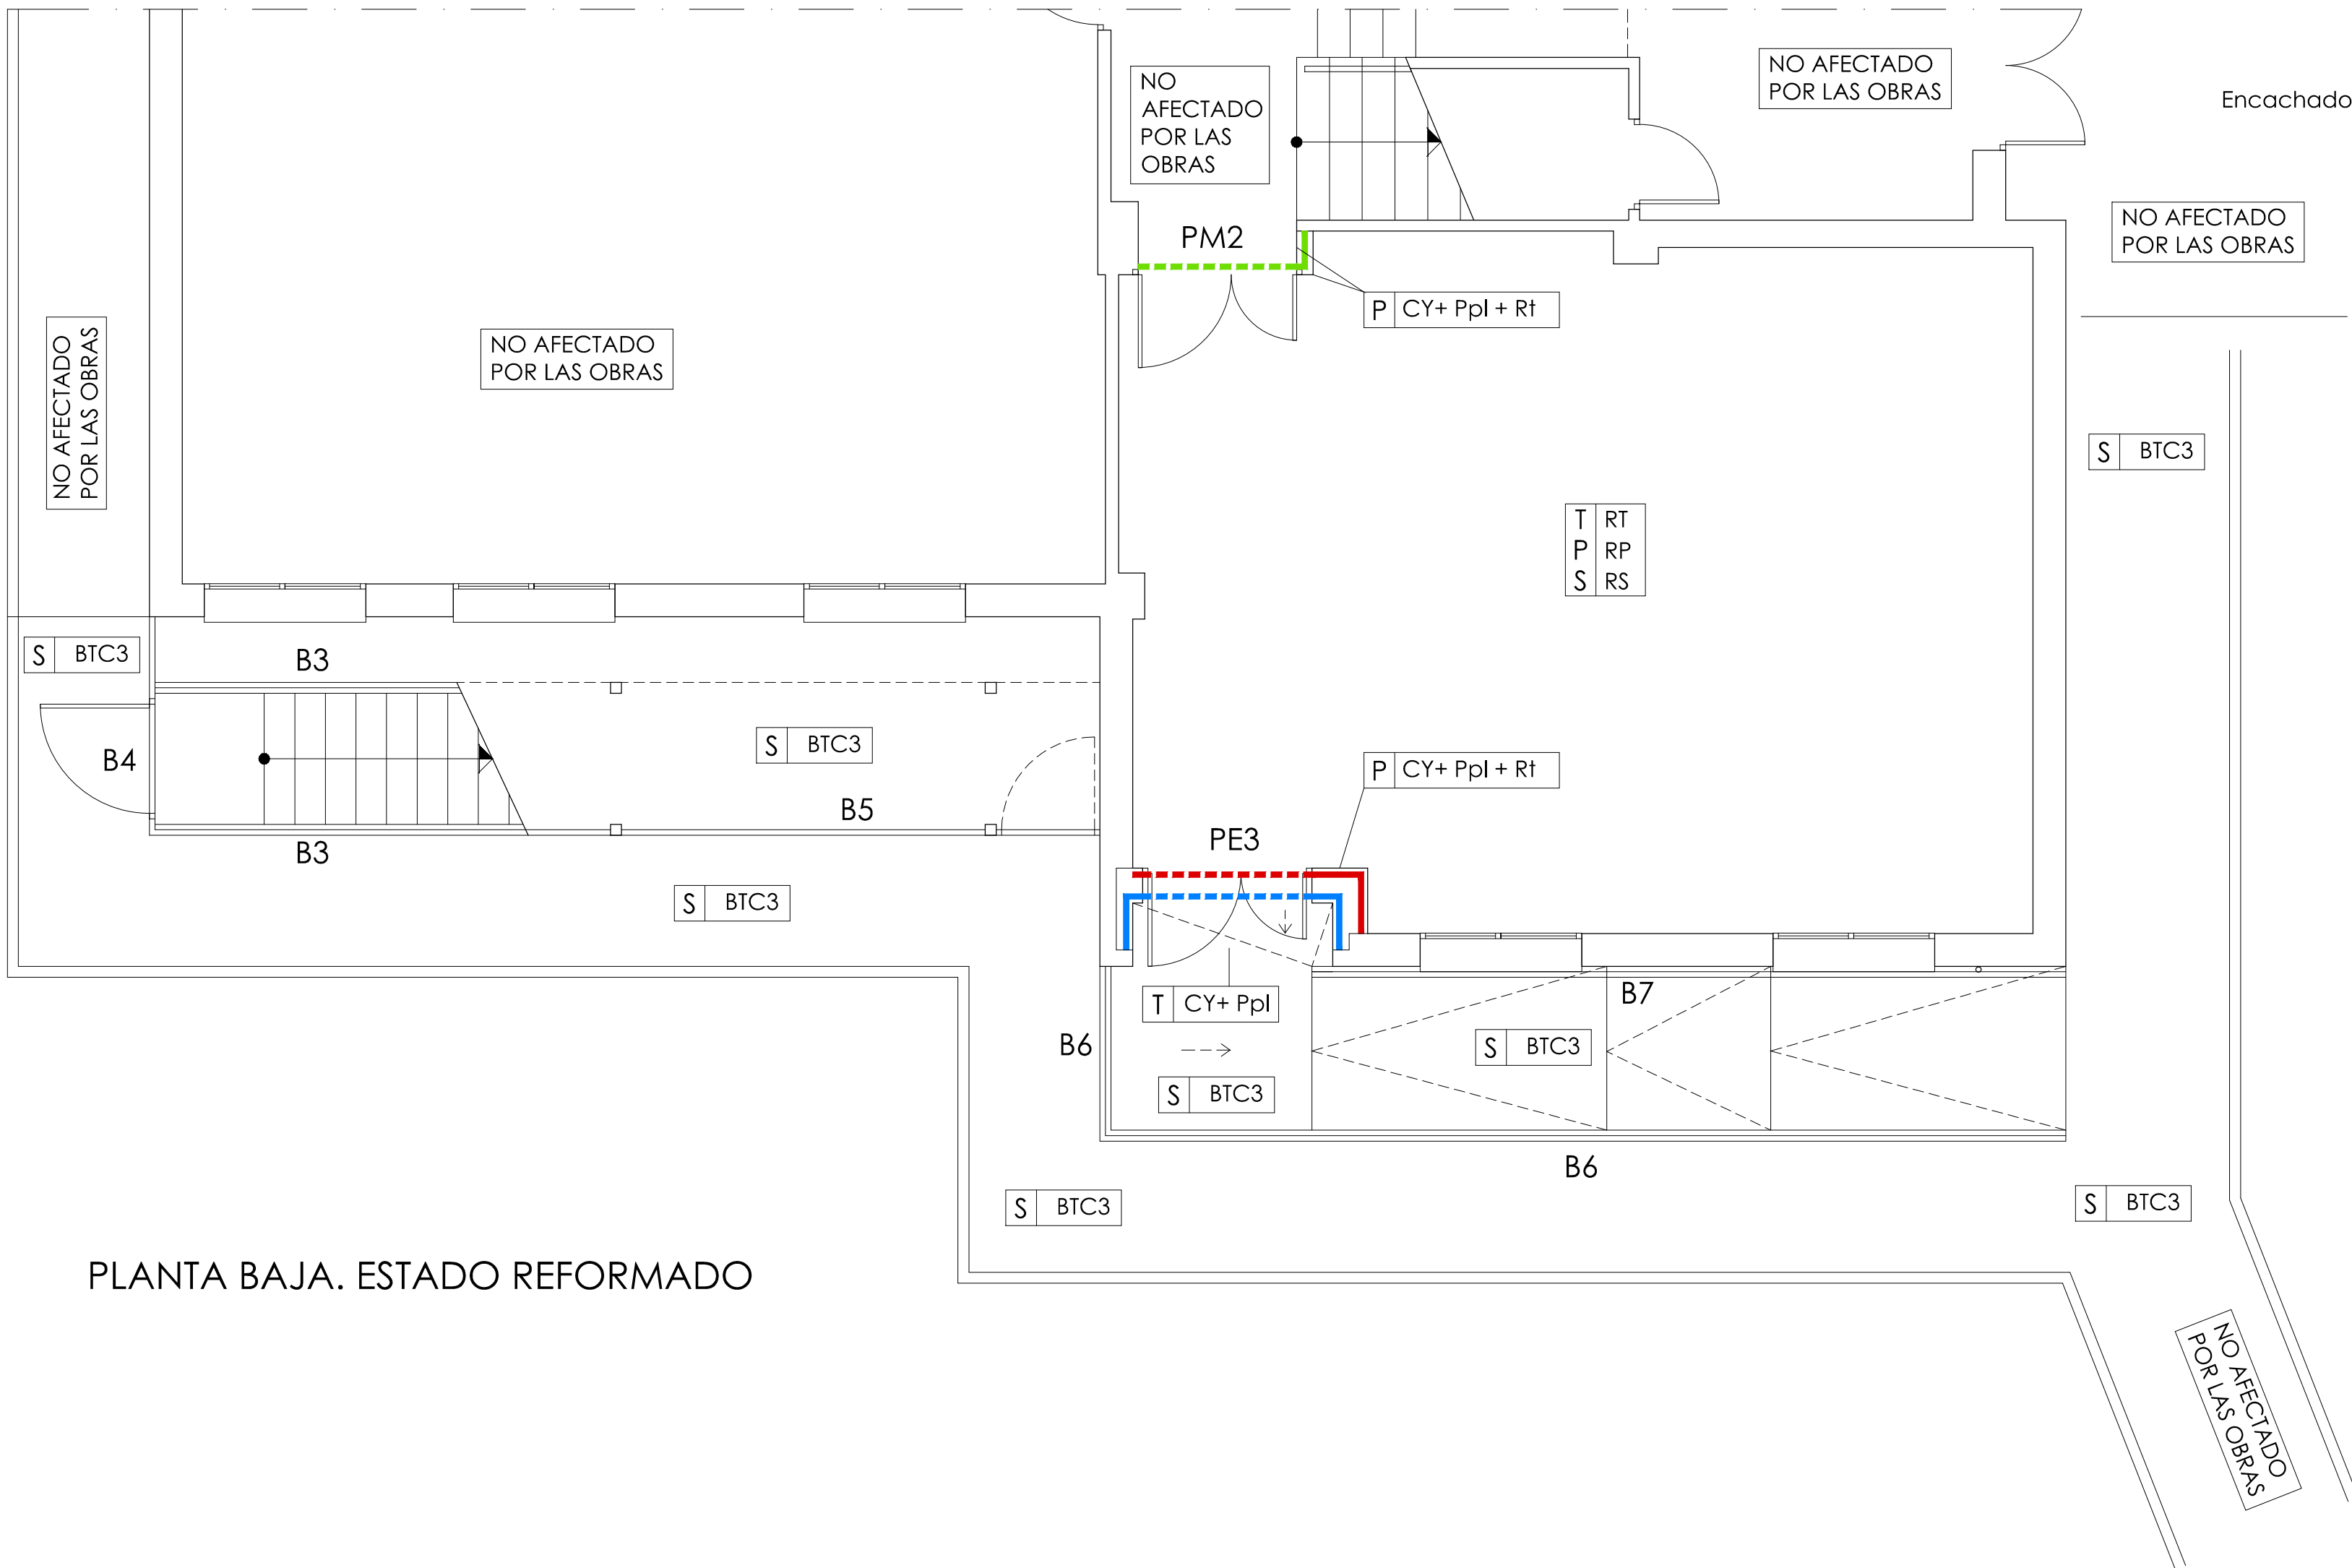 NO
AFECTADO
POR LAS
OBRAS
NO AFECTADO
POR LAS OBRAS
Encachado
NO AFECTADO
POR LAS OBRAS
PM2
P CY+ Ppl + Rt
NO AFECTADO
POR LAS OBRAS
NO AFECTADO
POR LAS OBRAS
S BTC3
T RT
P RP
S RS
S BTC3
B3
S BTC3
B4
B5
B3
P CY+ Ppl + Rt
PE3
S BTC3
T CY+ Ppl
B7
B6
S BTC3
S BTC3
B6
S BTC3
S BTC3
PLANTA BAJA. ESTADO REFORMADO
NO AFECTADO
POR LAS OBRAS